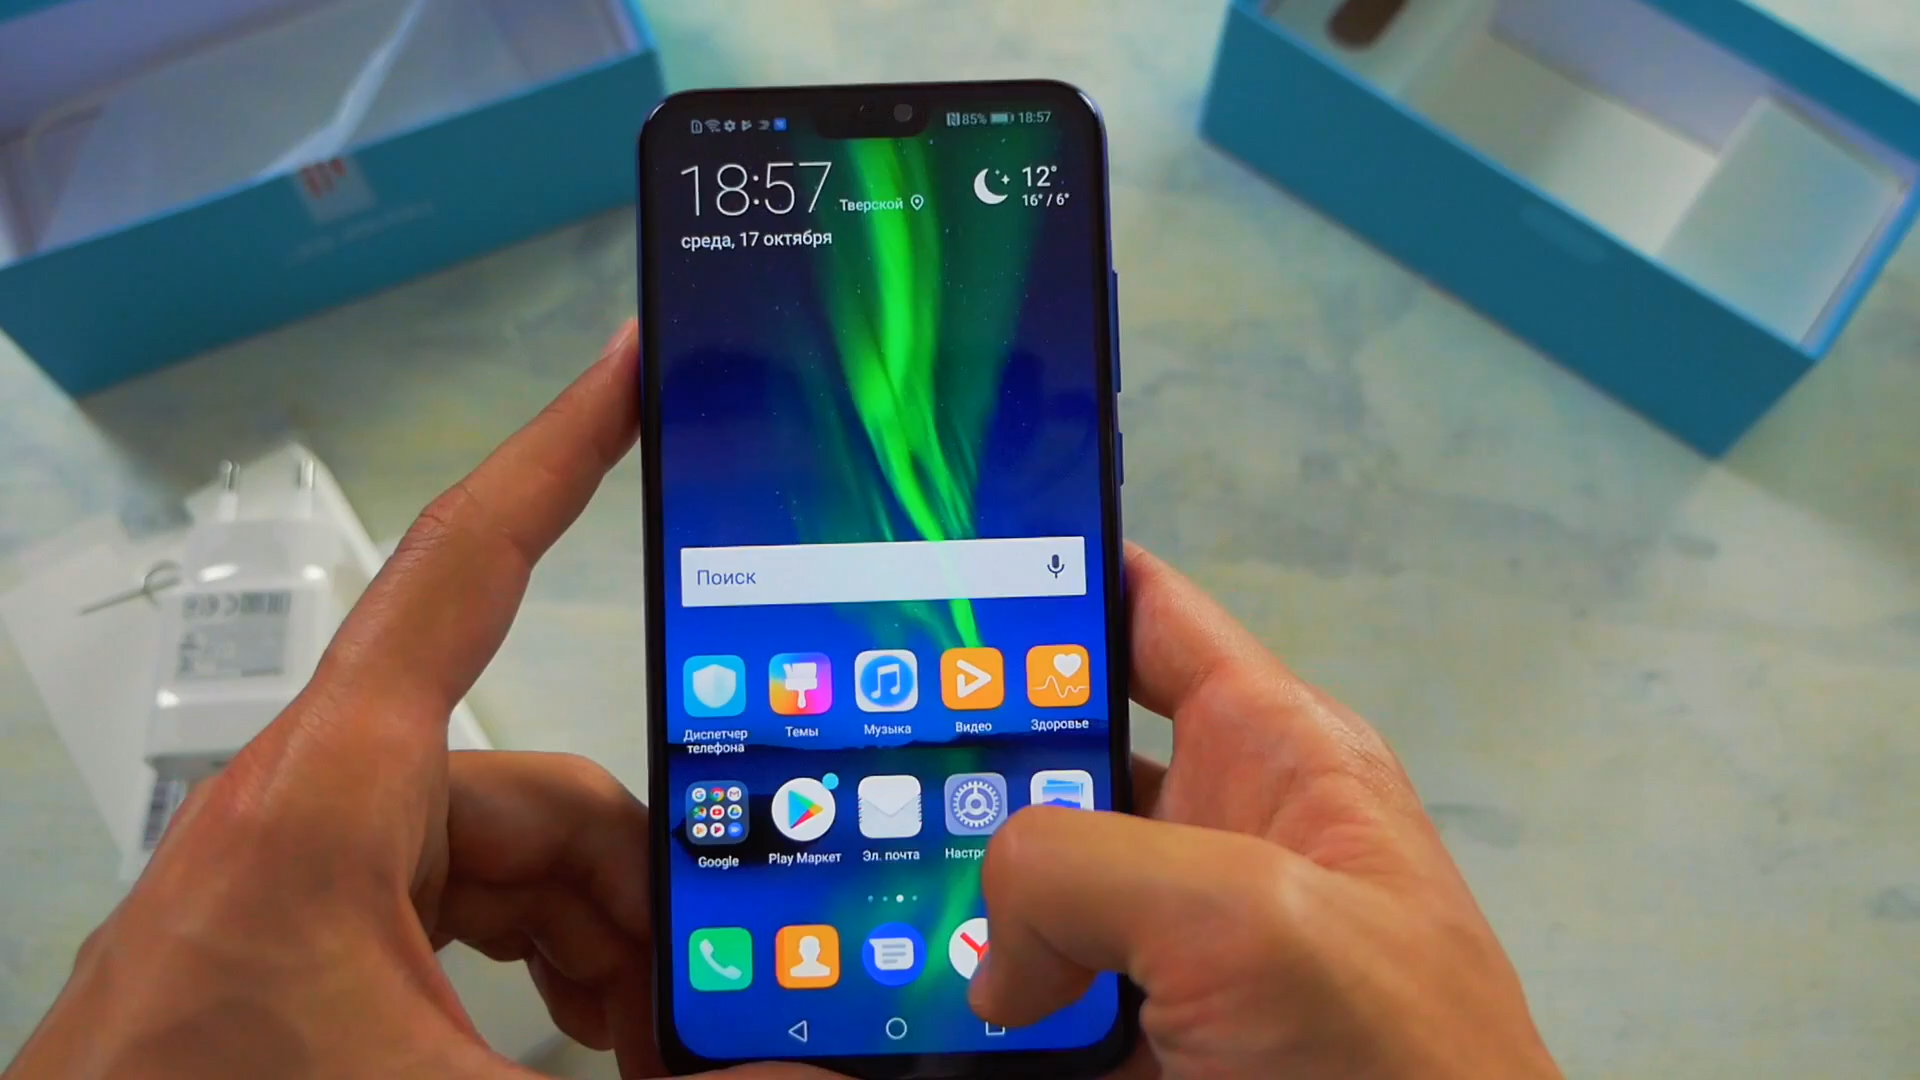 85% 18:57
18:57
Тверской
12°
16° / 6°
среда, 17 октября
Поиск
Диспетчер телефона
Темы
Музыка
Видео
Здоровье
Google
Play Маркет
Эл. почта
Настро